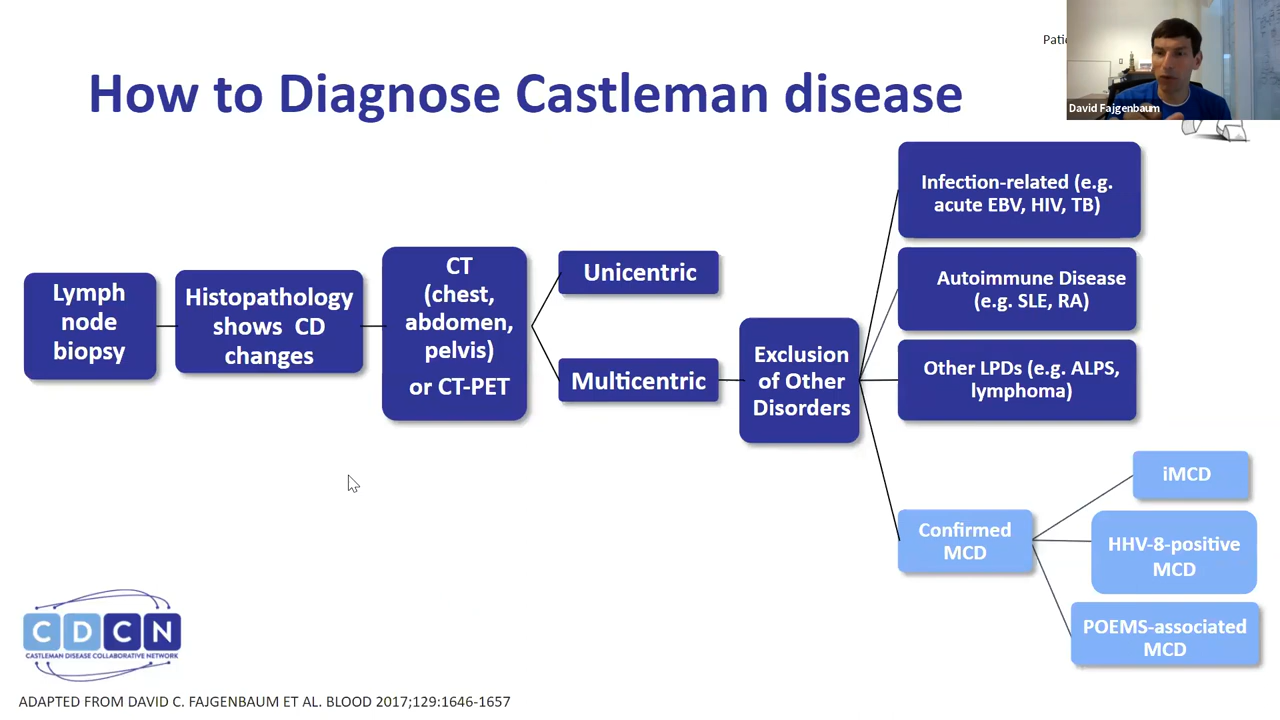 Patie
David Fajgenbaum
How to Diagnose Castleman disease
Lymph
node
biopsy
Histopathology
shows CD
changes
CT
(chest,
abdomen,
pelvis)
or CT-PET
Unicentric
Multicentric
Exclusion
of Other
Disorders
Infection-related (e.g.
acute EBV, HIV, TB)
Autoimmune Disease
(e.g. SLE, RA)
Other LPDs (e.g. ALPS,
lymphoma)
Confirmed
MCD
iMCD
HHV-8-positive
MCD
POEMS-associated
MCD
CDCN
CASTLEMAN DISEASE COLLABORATIVE NETWORK
ADAPTED FROM DAVID C. FAJGENBAUM ET AL. BLOOD 2017;129:1646-1657